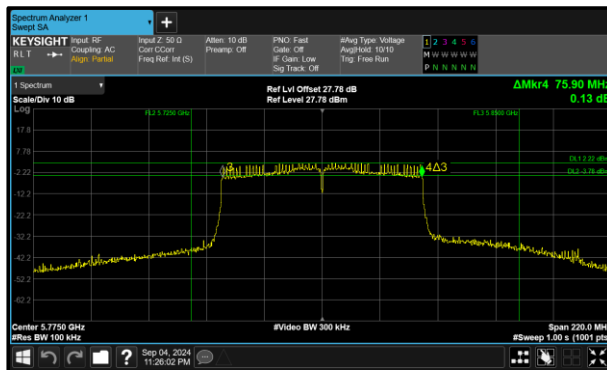 Spectrum Analyzer 1
Swept SA
KEYSIGHT
RLT
Input: RF
Coupling: AC
Align: Partial
Input Z: 50 Ω
Corr CCorr
Freq Ref: Int (S)
Atten: 10 dB
Preamp: Off
PNO: Fast
Gate: Off
IF Gain: Low
Sig Track: Off
#Avg Type: Voltage
Avg|Hold: 10/10
Trig: Free Run
1 2 3 4 5 6
M W W W W W
P N N N N N
1 Spectrum
Scale/Div 10 dB
Log
Ref Lvl Offset 27.78 dB
Ref Level 27.78 dBm
ΔMkr4 75.90 MHz
0.13 dB
FL2 5.7250 GHz
FL3 5.8500 GHz
17.8
7.78
-2.22
-12.2
-22.2
-32.2
-42.2
-52.2
-62.2
3
4Δ3
DL1 2.22 dBm
DL2 -3.78 dBm
Center 5.7750 GHz
#Res BW 100 kHz
#Video BW 300 kHz
Span 220.0 MHz
#Sweep 1.00 s (1001 pts)
?
Sep 04, 2024
11:26:02 PM